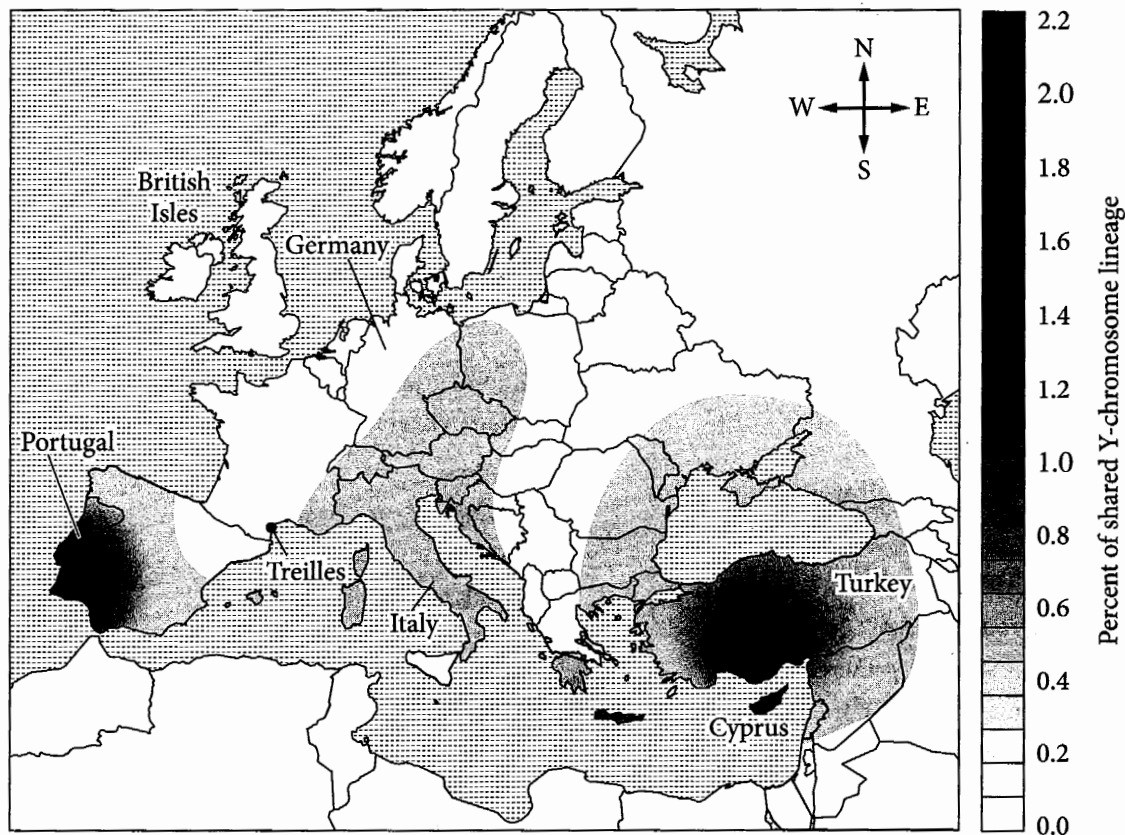 N
W E
S
British
Isles
Germany
Portugal
Treilles
Italy
Turkey
Cyprus
2.2
2.0
1.8
1.6
1.4
1.2
1.0
0.8
0.6
0.4
0.2
0.0
Percent of shared Y-chromosome lineage